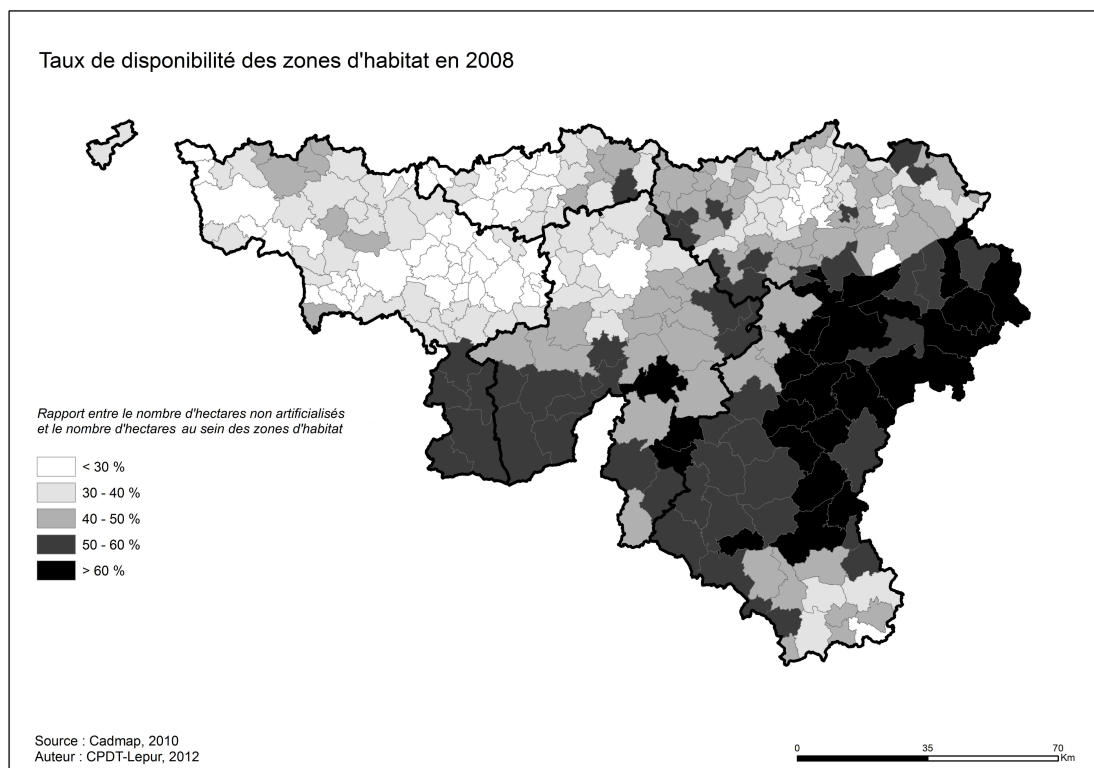 Taux de disponibilité des zones d'habitat en 2008
Rapport entre le nombre d'hectares non artificialisés
et le nombre d'hectares au sein des zones d'habitat
< 30 %
30 - 40 %
40 - 50 %
50 - 60 %
> 60 %
Source : Cadmap, 2010
Auteur : CPDT-Lepur, 2012
0 35 70
Km